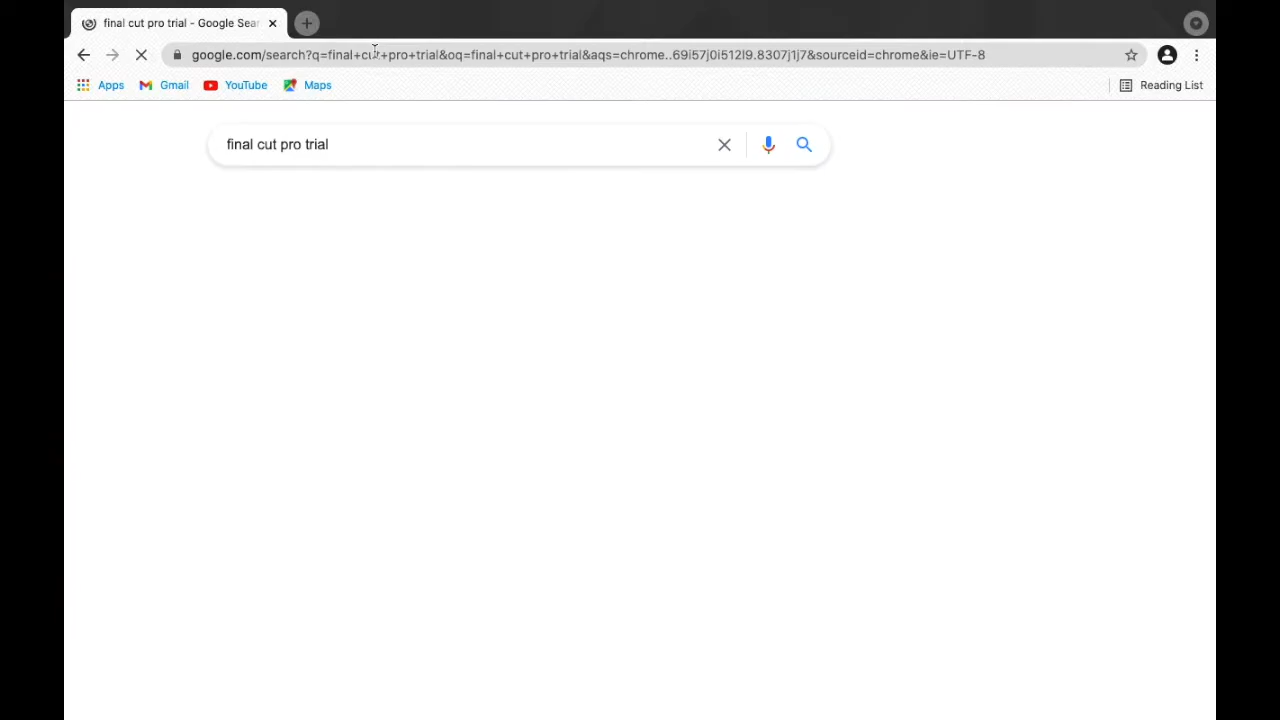 final cut pro trial - Google Sear
google.com/search?q=final+cut+pro+trial&oq=final+cut+pro+trial&aqs=chrome..69i57j0i512l9.8307j1j7&sourceid=chrome&ie=UTF-8
Apps Gmail YouTube Maps Reading List
final cut pro trial